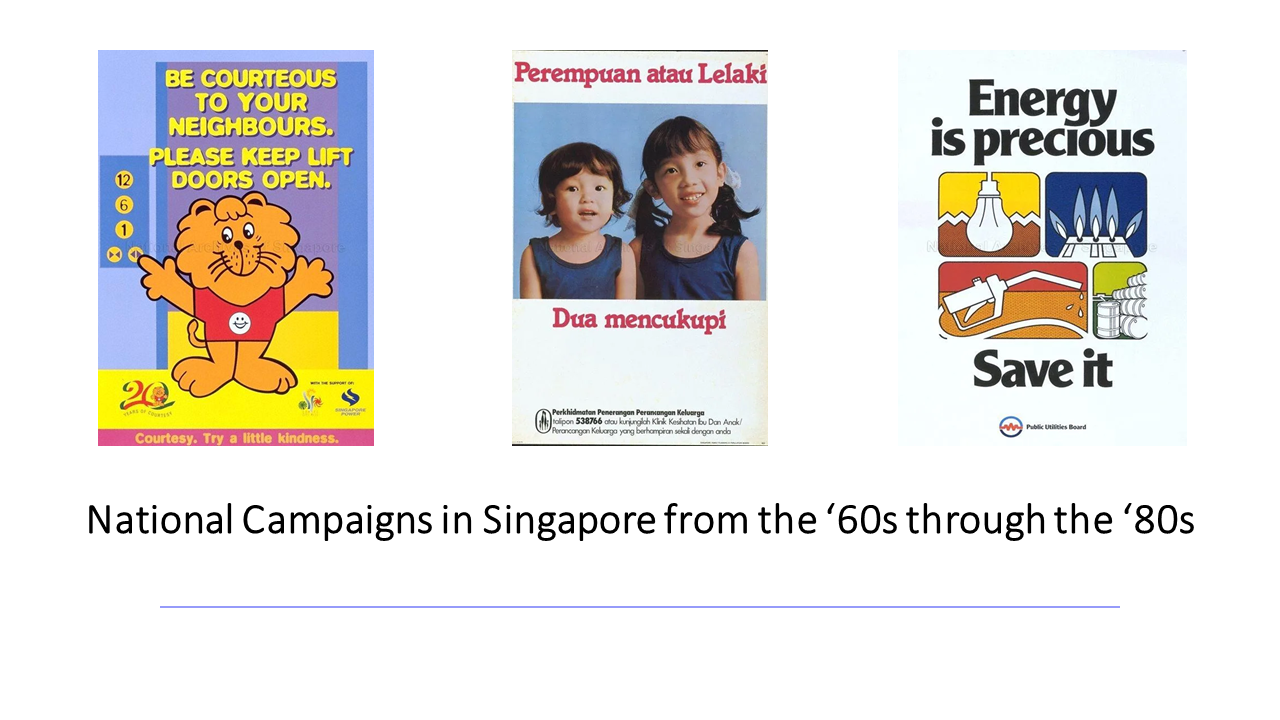 BE COURTEOUS
TO YOUR
NEIGHBOURS.
PLEASE KEEP LIFT
DOORS OPEN.
12
6
1
20
YEARS OF COURTESY
WITH THE SUPPORT OF:
SINGAPORE
POWER
Courtesy. Try a little kindness.
Perempuan atau Lelaki
Dua mencukupi
Perkhidmatan Penerangan Perancangan Keluarga
talipon 538766 atau kunjungilah Klinik Kesihatan Ibu Dan Anak/
Perancangan Keluarga yang berhampiran sekali dengan anda
Energy
is precious
Save it
Public Utilities Board
National Campaigns in Singapore from the ‘60s through the ‘80s